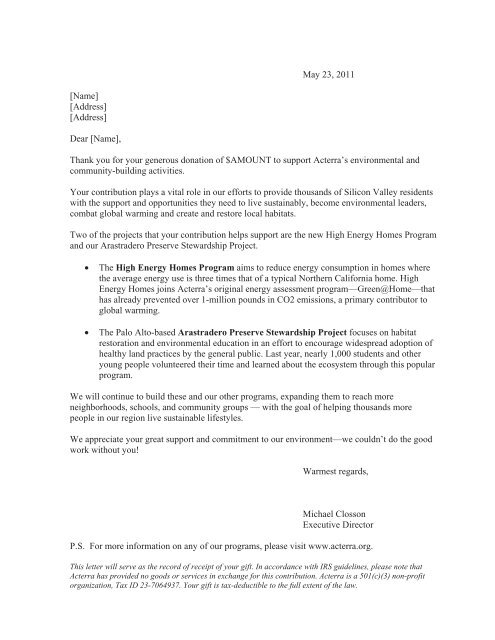 May 23, 2011
[Name]
[Address]
[Address]
Dear [Name],
Thank you for your generous donation of $AMOUNT to support Acterra’s environmental and
community-building activities.
Your contribution plays a vital role in our efforts to provide thousands of Silicon Valley residents
with the support and opportunities they need to live sustainably, become environmental leaders,
combat global warming and create and restore local habitats.
Two of the projects that your contribution helps support are the new High Energy Homes Program
and our Arastradero Preserve Stewardship Project.
• The High Energy Homes Program aims to reduce energy consumption in homes where
the average energy use is three times that of a typical Northern California home. High
Energy Homes joins Acterra’s original energy assessment program—Green@Home—that
has already prevented over 1-million pounds in CO2 emissions, a primary contributor to
global warming.
• The Palo Alto-based Arastradero Preserve Stewardship Project focuses on habitat
restoration and environmental education in an effort to encourage widespread adoption of
healthy land practices by the general public. Last year, nearly 1,000 students and other
young people volunteered their time and learned about the ecosystem through this popular
program.
We will continue to build these and our other programs, expanding them to reach more
neighborhoods, schools, and community groups — with the goal of helping thousands more
people in our region live sustainable lifestyles.
We appreciate your great support and commitment to our environment—we couldn’t do the good
work without you!
Warmest regards,
Michael Closson
Executive Director
P.S. For more information on any of our programs, please visit www.acterra.org.
This letter will serve as the record of receipt of your gift. In accordance with IRS guidelines, please note that
Acterra has provided no goods or services in exchange for this contribution. Acterra is a 501(c)(3) non-profit
organization, Tax ID 23-7064937. Your gift is tax-deductible to the full extent of the law.